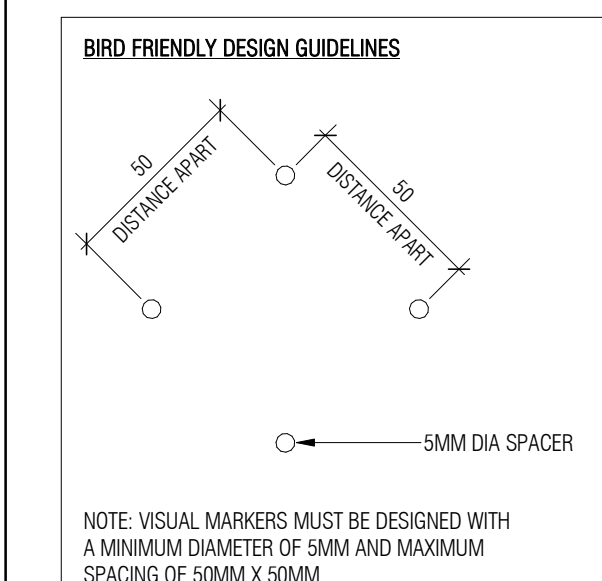 BIRD FRIENDLY DESIGN GUIDELINES
50
DISTANCE APART
50
DISTANCE APART
5MM DIA SPACER
NOTE: VISUAL MARKERS MUST BE DESIGNED WITH
A MINIMUM DIAMETER OF 5MM AND MAXIMUM
SPACING OF 50MM X 50MM